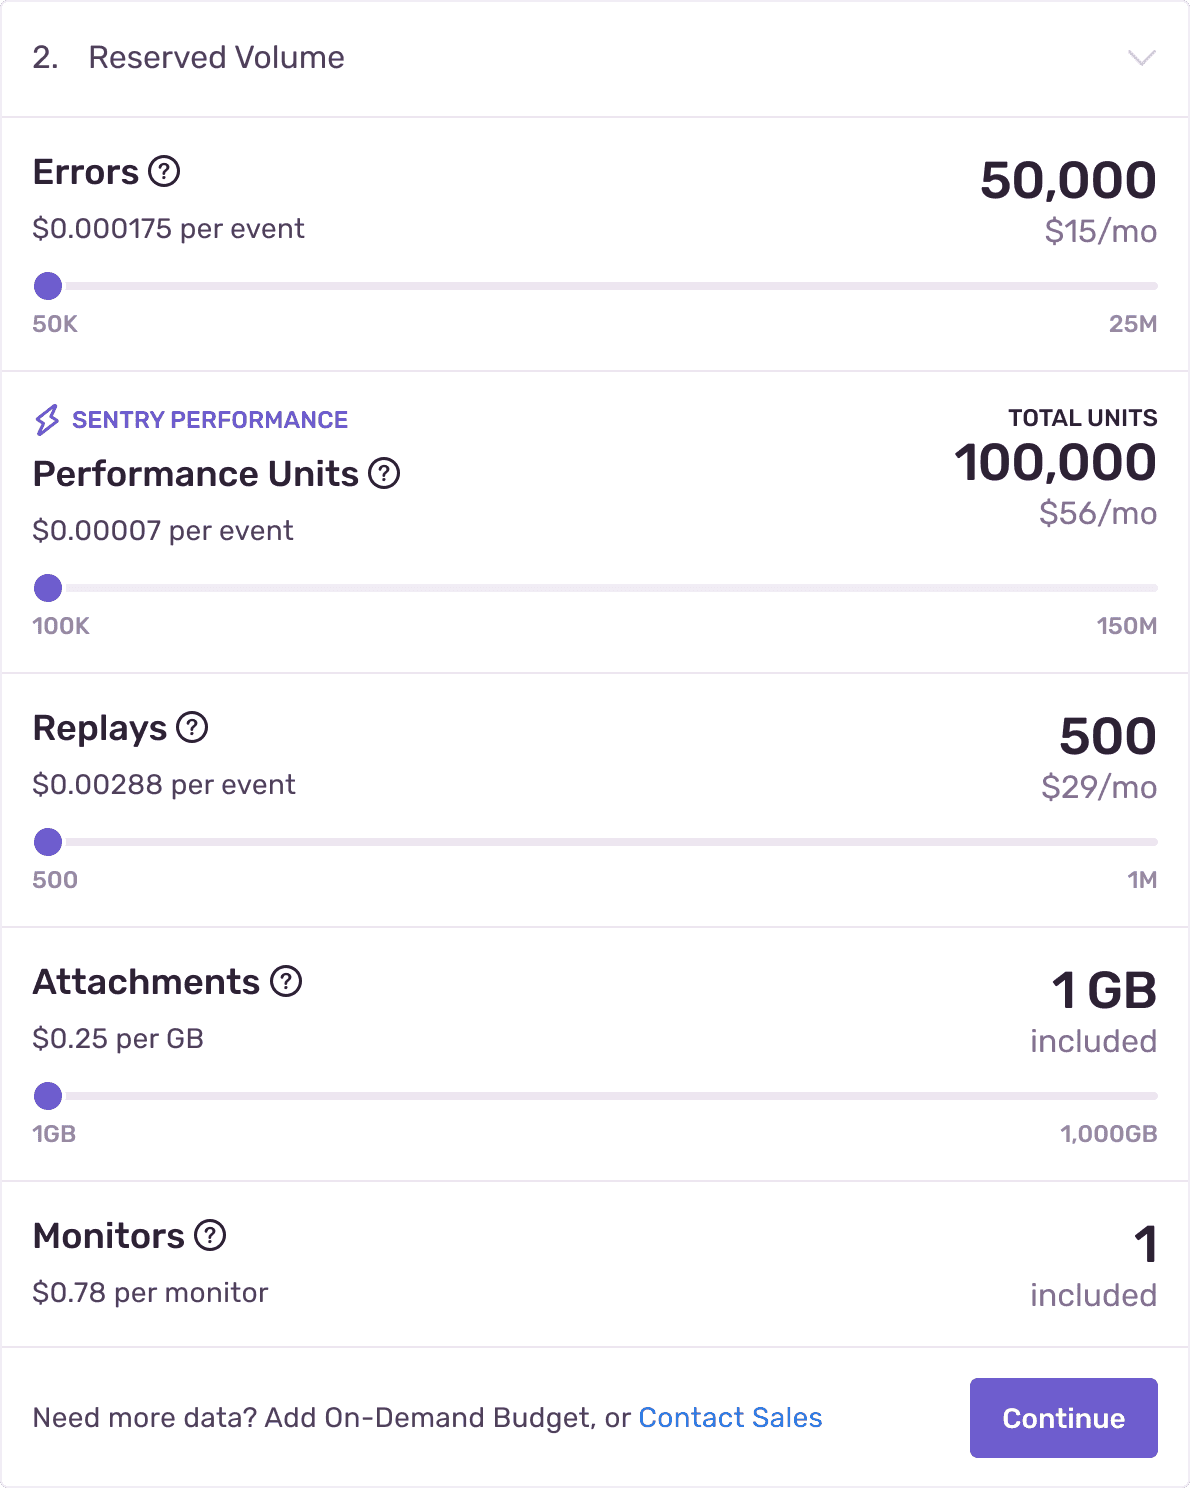 2. Reserved Volume
Errors ?
50,000
$0.000175 per event
$15/mo
50K
25M
SENTRY PERFORMANCE
TOTAL UNITS
Performance Units ?
100,000
$0.00007 per event
$56/mo
100K
150M
Replays ?
500
$0.00288 per event
$29/mo
500
1M
Attachments ?
1 GB
$0.25 per GB
included
1GB
1,000GB
Monitors ?
1
$0.78 per monitor
included
Need more data? Add On-Demand Budget, or Contact Sales
Continue